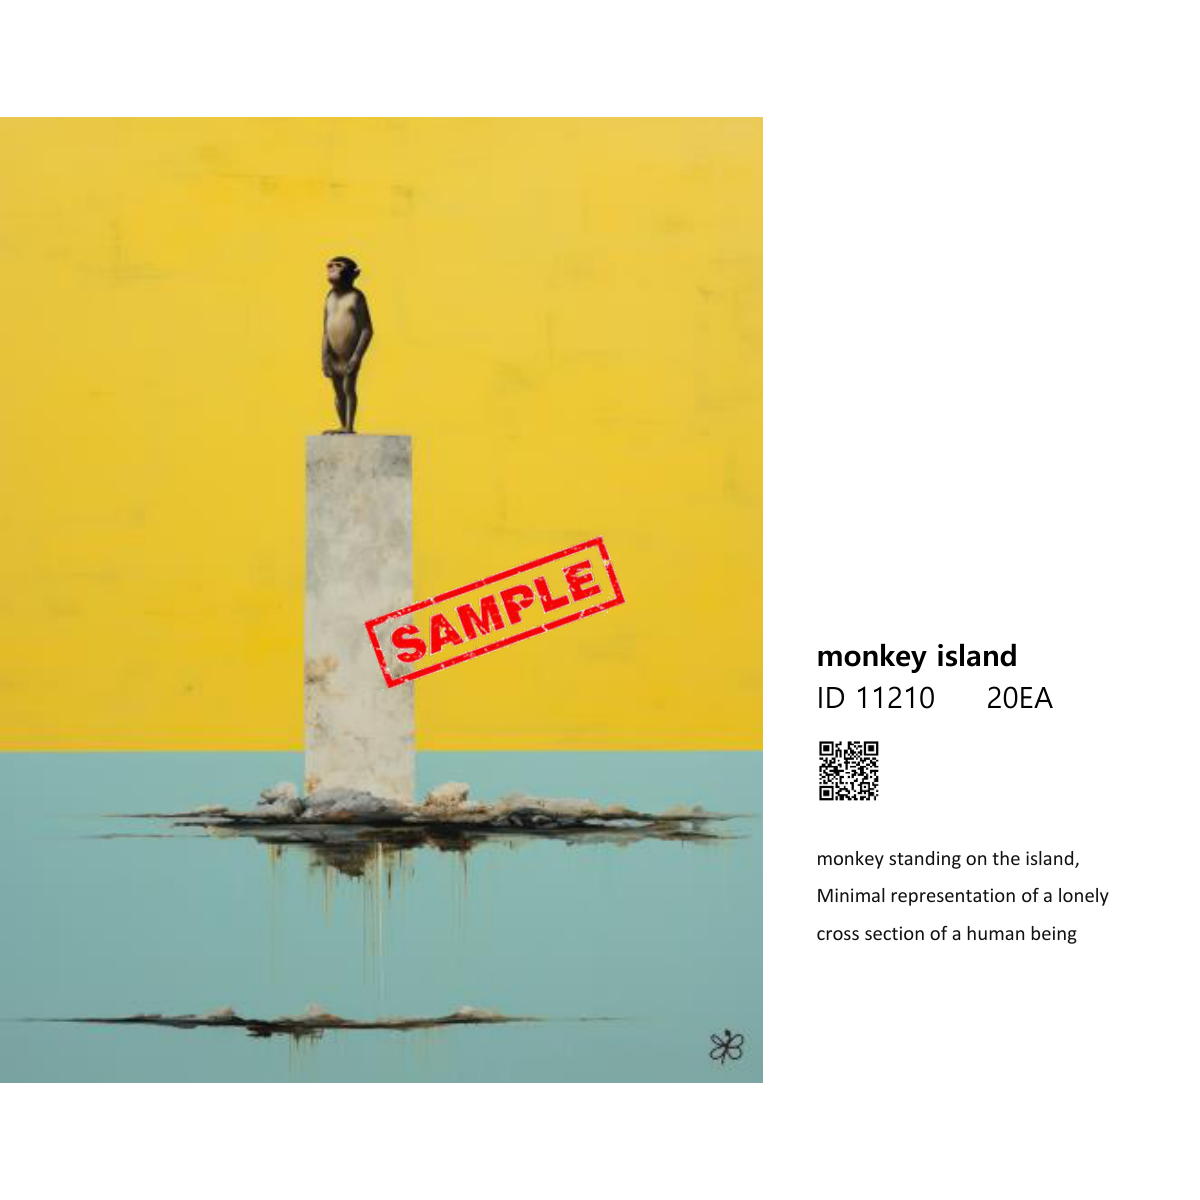 SAMPLE
monkey island
ID 11210 20EA
monkey standing on the island,
Minimal representation of a lonely
cross section of a human being